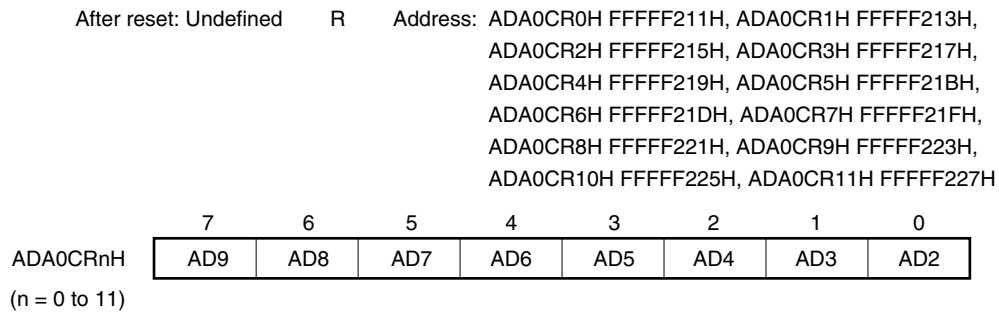 After reset: Undefined R Address: ADA0CR0H FFFFF211H, ADA0CR1H FFFFF213H,
ADA0CR2H FFFFF215H, ADA0CR3H FFFFF217H,
ADA0CR4H FFFFF219H, ADA0CR5H FFFFF21BH,
ADA0CR6H FFFFF21DH, ADA0CR7H FFFFF21FH,
ADA0CR8H FFFFF221H, ADA0CR9H FFFFF223H,
ADA0CR10H FFFFF225H, ADA0CR11H FFFFF227H
7 6 5 4 3 2 1 0
ADA0CRnH AD9 AD8 AD7 AD6 AD5 AD4 AD3 AD2
(n = 0 to 11)